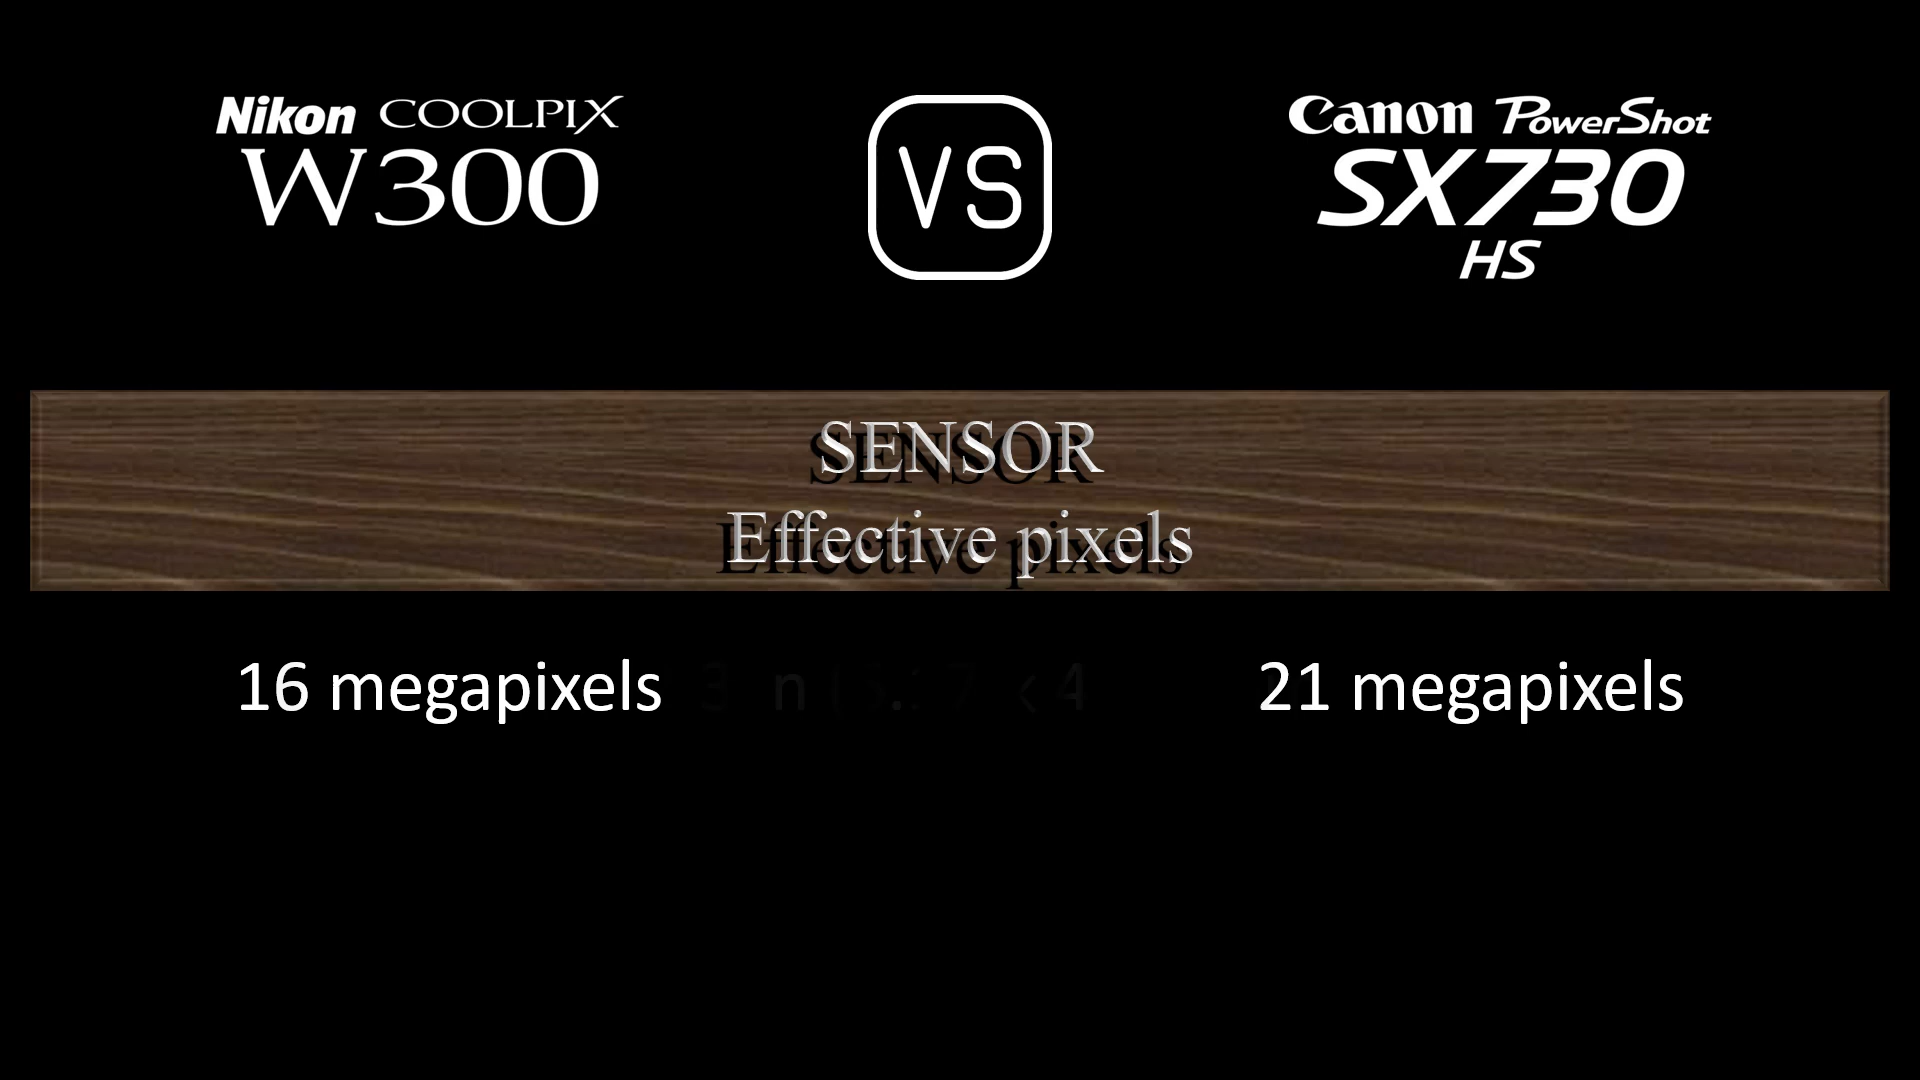 Nikon COOLPIX
W300
VS
Canon PowerShot
SX730
HS
SENSOR
Effective pixels
16 megapixels
21 megapixels